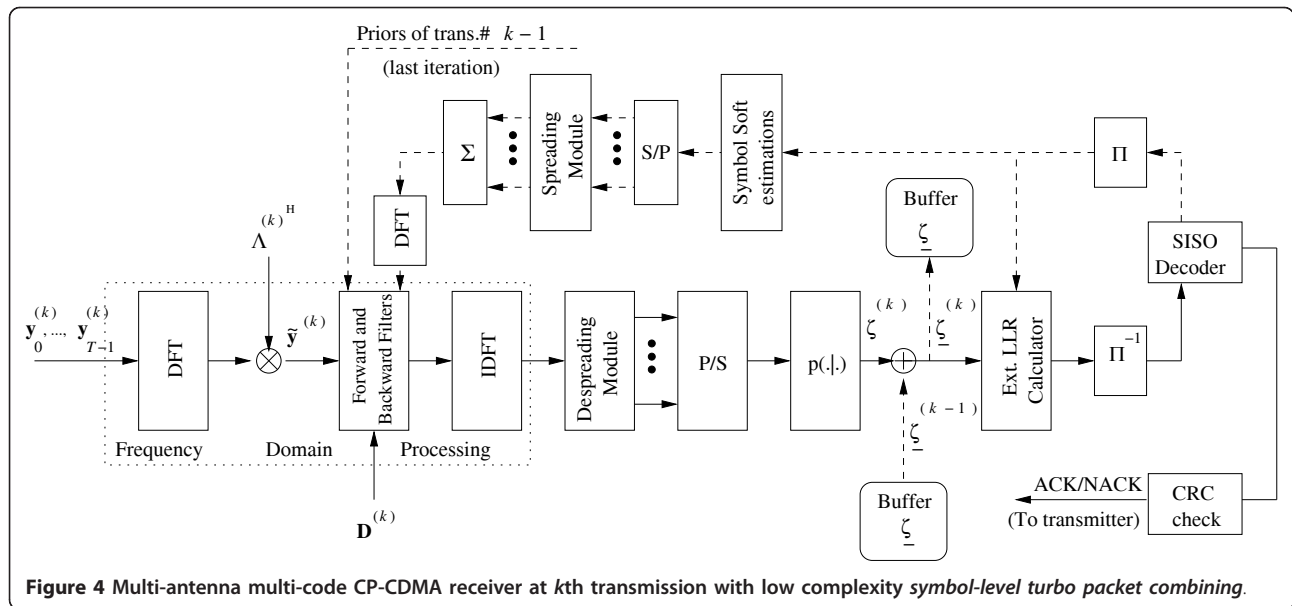 Priors of trans.# k − 1
(last iteration)
Σ
Spreading
Module
S/P
Symbol Soft
estimations
Π
DFT
Buffer
ζ
SISO
Decoder
Λ^(k)^H
y_0^(k),..., y_T−1^(k)
DFT
ỹ^(k)
Forward and
Backward Filters
IDFT
Despreading
Module
P/S
p(.|.)
ζ^(k)
ζ^(k)
Ext. LLR
Calculator
Π^−1
ζ^(k−1)
Frequency Domain Processing
D^(k)
Buffer
ζ
ACK/NACK
(To transmitter)
CRC
check
Figure 4 Multi-antenna multi-code CP-CDMA receiver at kth transmission with low complexity symbol-level turbo packet combining.